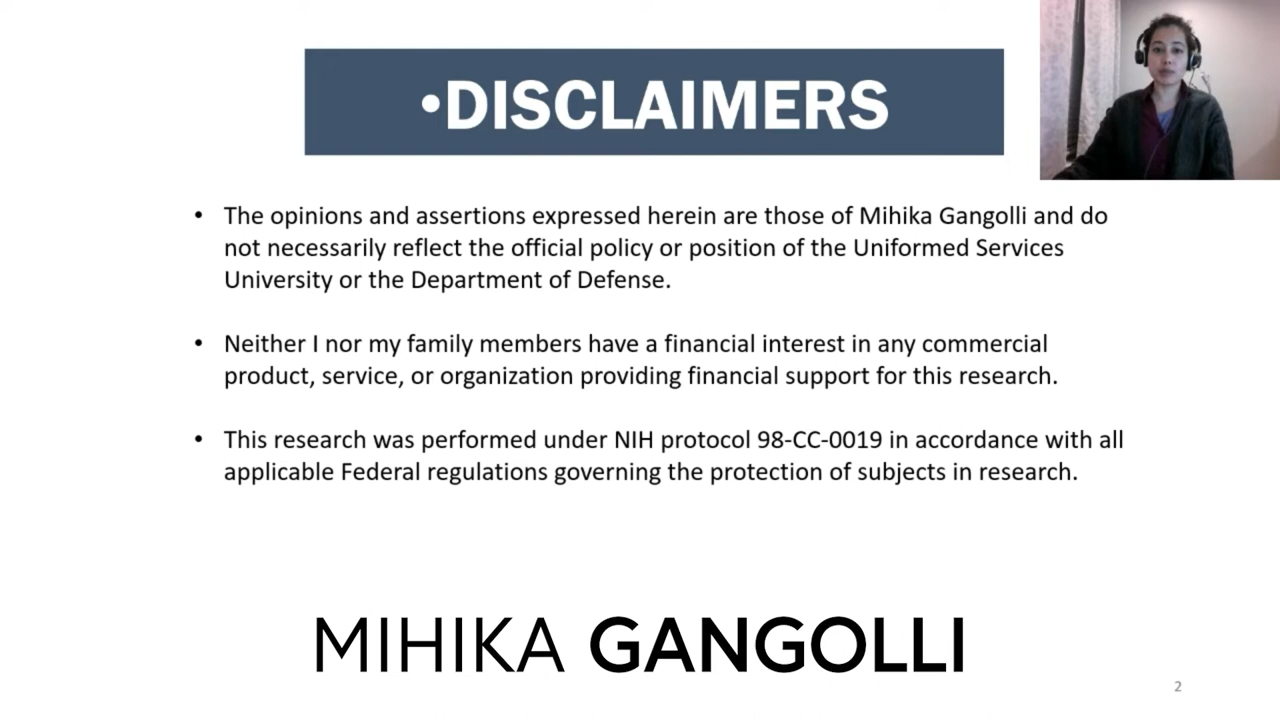 •DISCLAIMERS
• The opinions and assertions expressed herein are those of Mihika Gangolli and do
not necessarily reflect the official policy or position of the Uniformed Services
University or the Department of Defense.
• Neither I nor my family members have a financial interest in any commercial
product, service, or organization providing financial support for this research.
• This research was performed under NIH protocol 98-CC-0019 in accordance with all
applicable Federal regulations governing the protection of subjects in research.
MIHIKA GANGOLLI
2